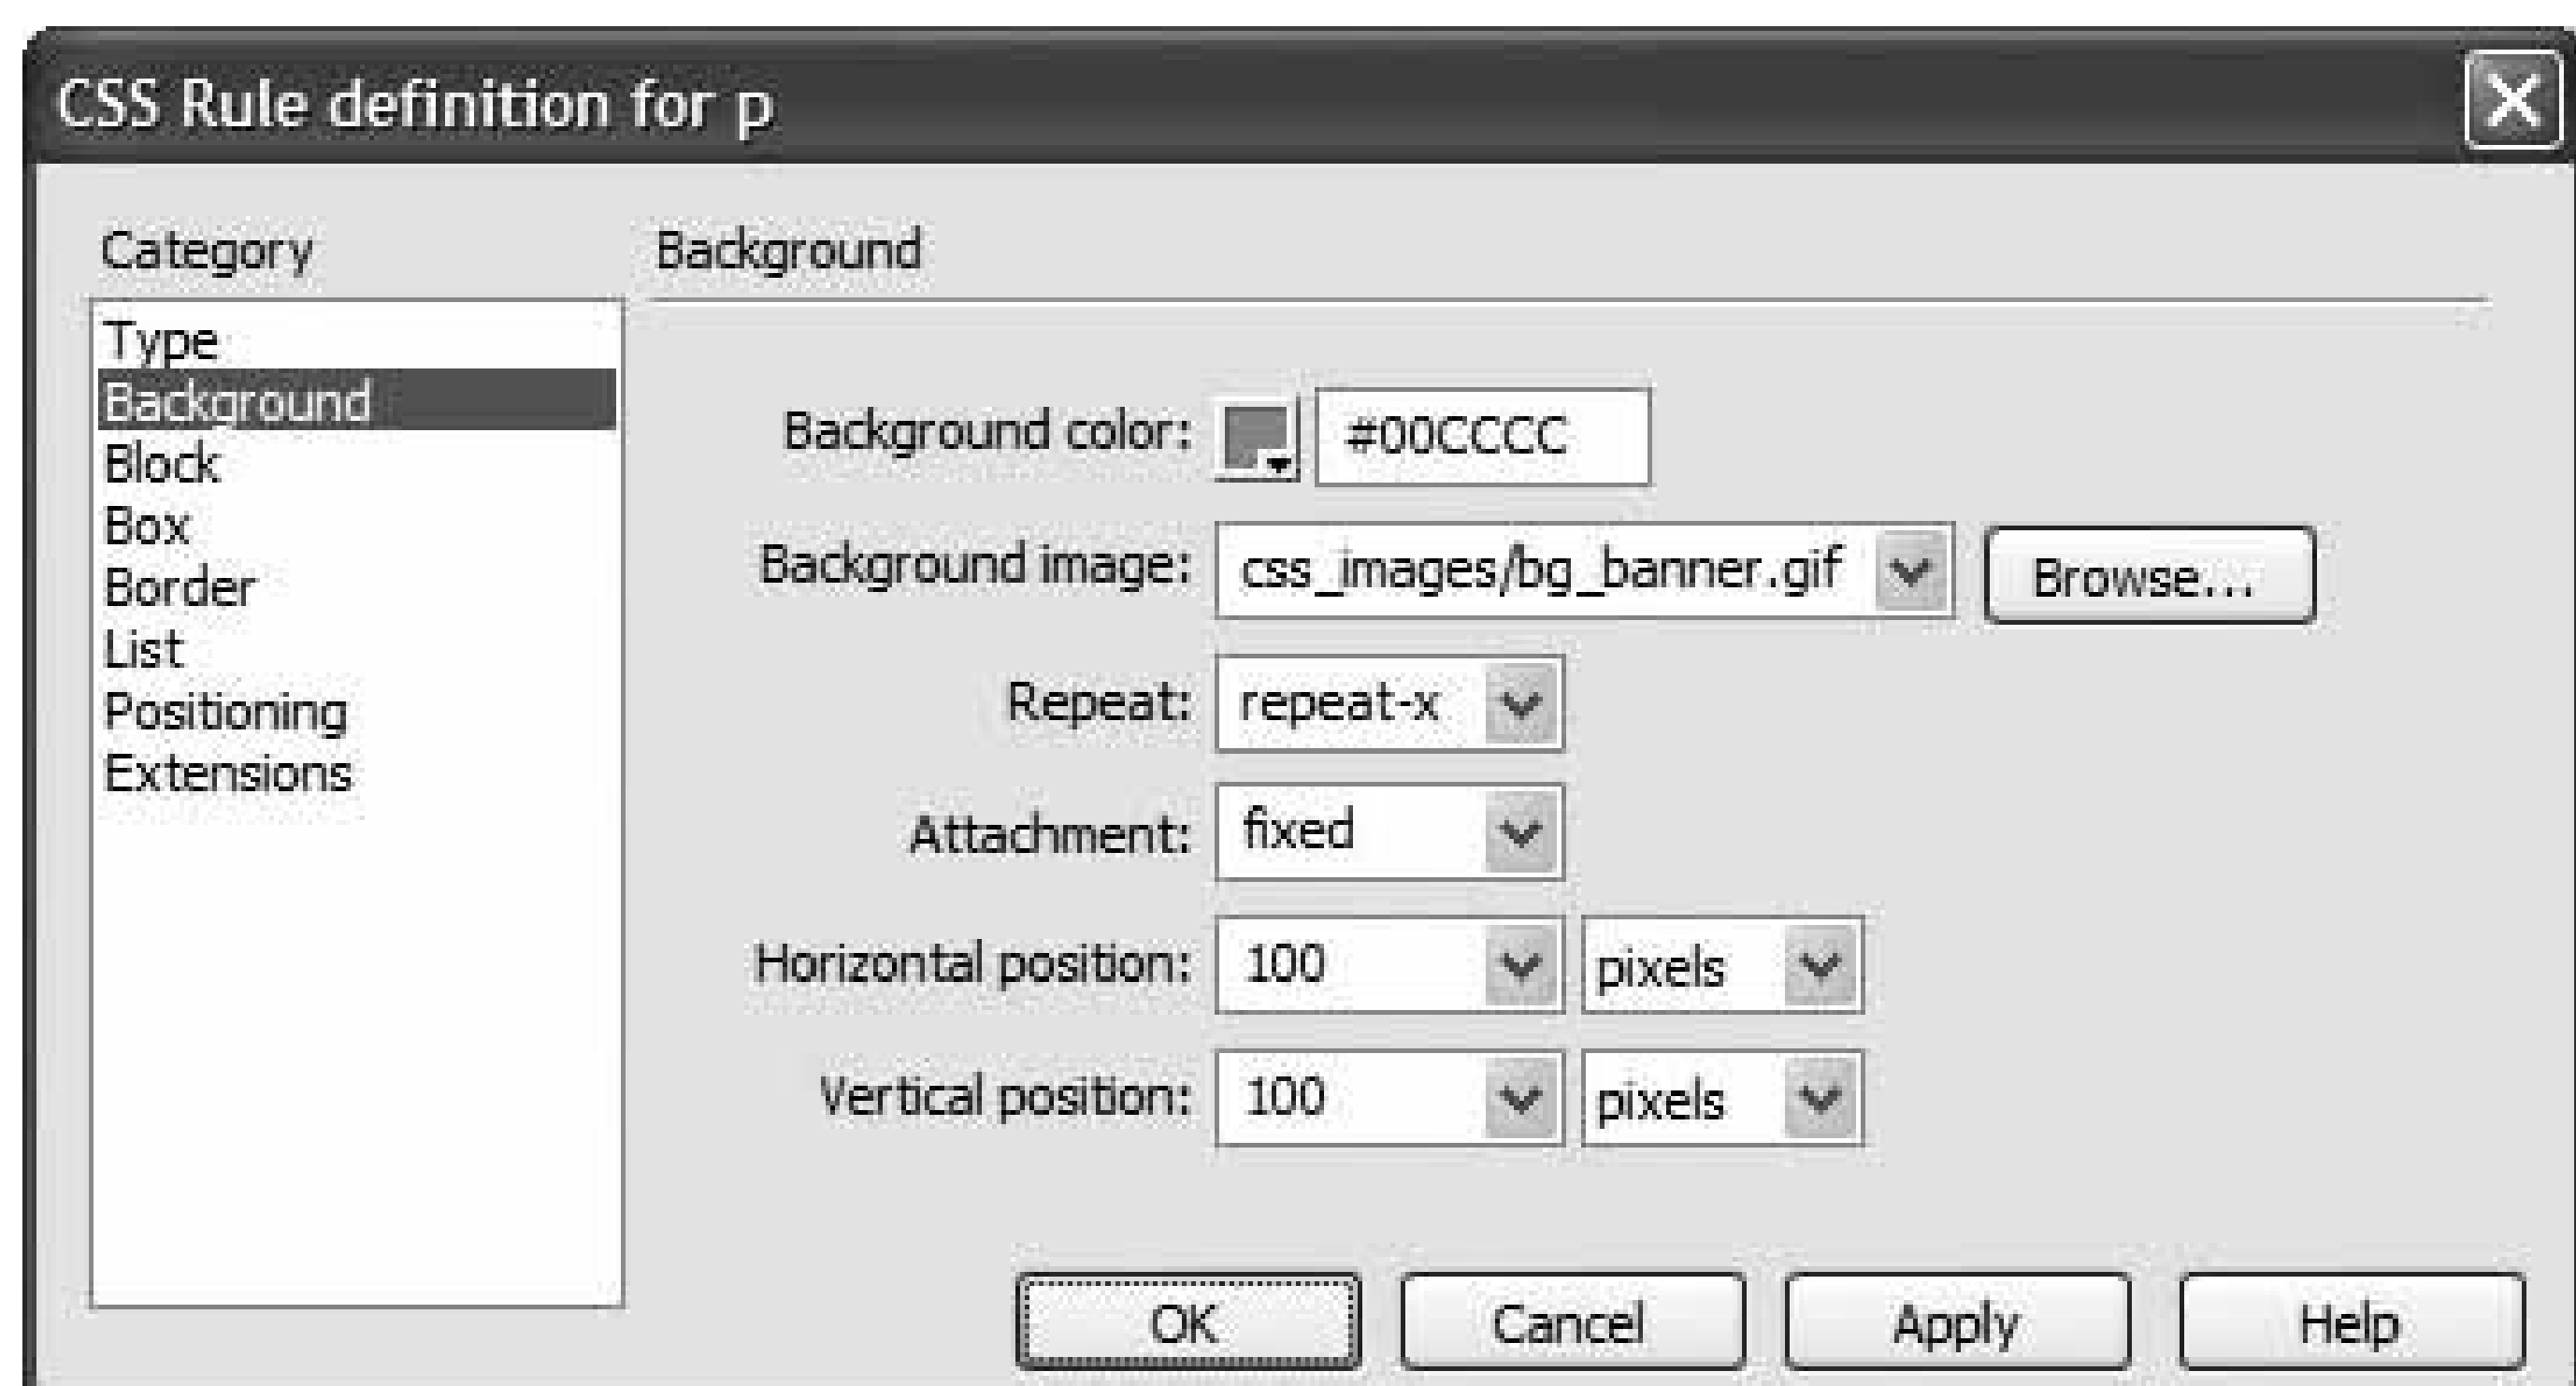 CSS Rule definition for p
Category
Background
Type
Background
Block
Box
Border
List
Positioning
Extensions
Background color: #00CCCC
Background image: css_images/bg_banner.gif Browse...
Repeat: repeat-x
Attachment: fixed
Horizontal position: 100 pixels
Vertical position: 100 pixels
OK Cancel Apply Help